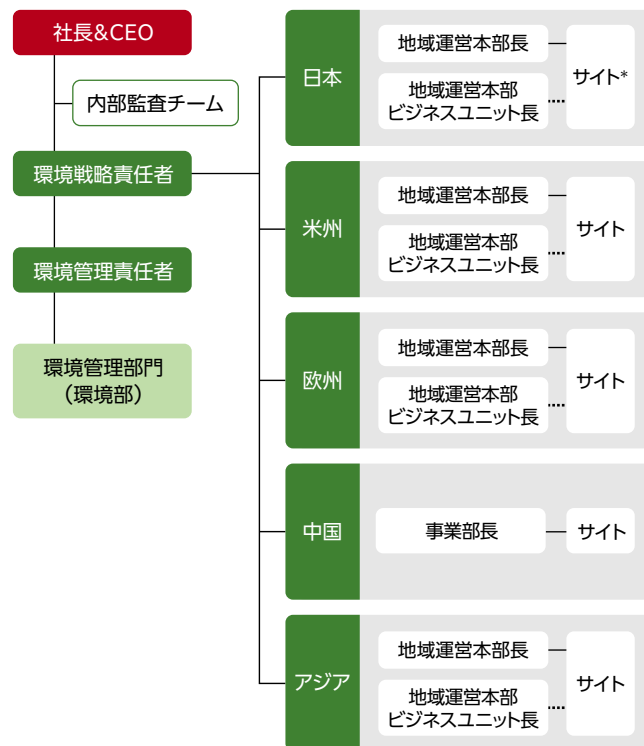 社長&CEO
内部監査チーム
環境戦略責任者
環境管理責任者
環境管理部門
（環境部）
日本
地域運営本部長
地域運営本部
ビジネスユニット長
サイト*
米州
地域運営本部長
地域運営本部
ビジネスユニット長
サイト
欧州
地域運営本部長
地域運営本部
ビジネスユニット長
サイト
中国
事業部長
サイト
アジア
地域運営本部長
地域運営本部
ビジネスユニット長
サイト